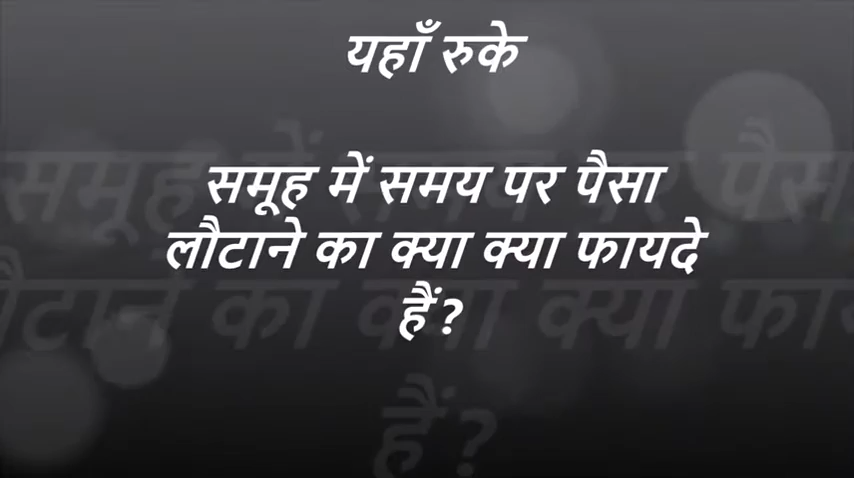 यहाँ रुके
समूह में समय पर पैसा
लौटाने का क्या क्या फायदे
हैं ?